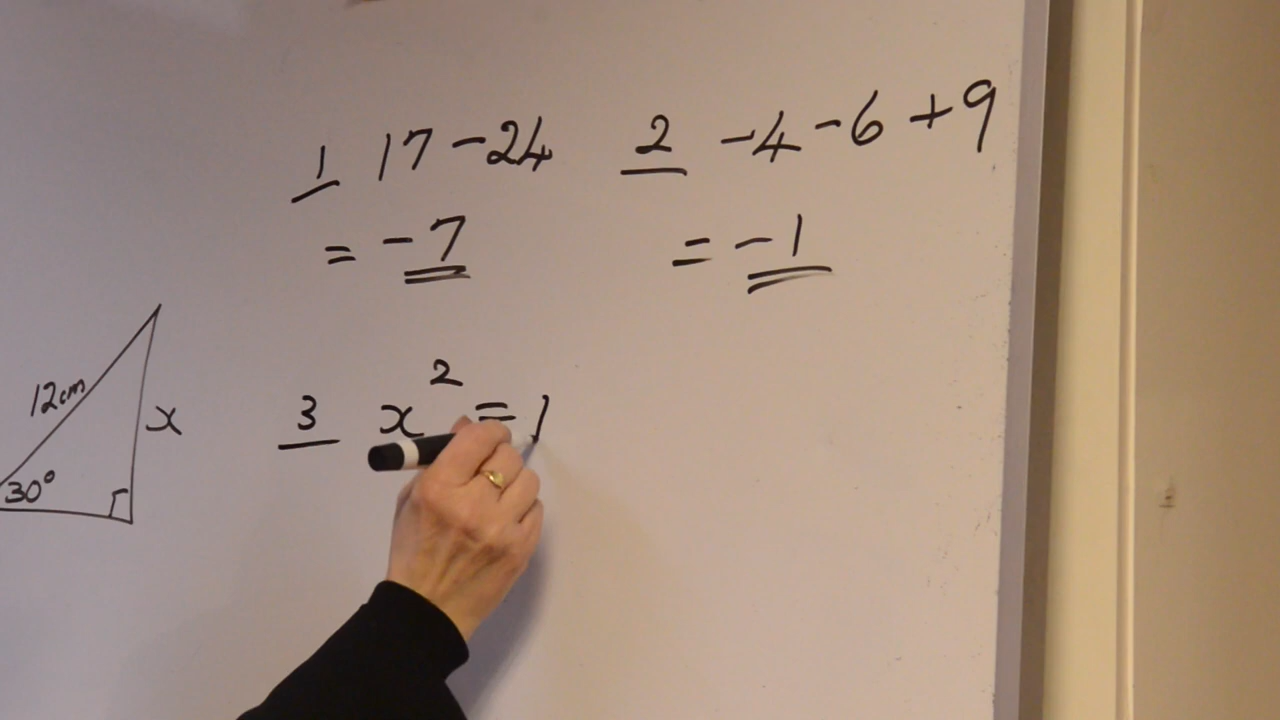 1 17 - 24
= -7
2 -4 - 6 + 9
= -1
12cm
x
30°
3 x² = 1